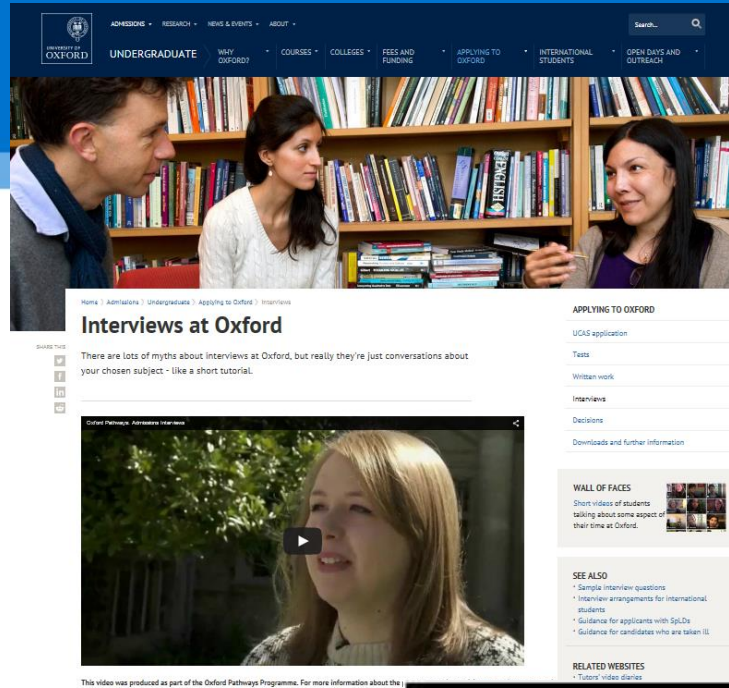 ADMISSIONS RESEARCH NEWS & EVENTS ABOUT
Search...
UNIVERSITY OF
OXFORD
UNDERGRADUATE
WHY
OXFORD?
COURSES
COLLEGES
FEES AND
FUNDING
APPLYING TO
OXFORD
INTERNATIONAL
STUDENTS
OPEN DAYS AND
OUTREACH
ENGLISH
Home > Admissions > Undergraduate > Applying to Oxford > Interviews
Interviews at Oxford
SHARE THIS
There are lots of myths about interviews at Oxford, but really they're just conversations about
your chosen subject - like a short tutorial.
Oxford Pathways. Admissions Interviews
This video was produced as part of the Oxford Pathways Programme. For more information about the
APPLYING TO OXFORD
UCAS application
Tests
Written work
Interviews
Decisions
Downloads and further information
WALL OF FACES
Short videos of students
talking about some aspect of
their time at Oxford.
SEE ALSO
Sample interview questions
Interview arrangements for international
students
Guidance for applicants with SpLDs
Guidance for candidates who are taken ill
RELATED WEBSITES
Tutors' video diaries